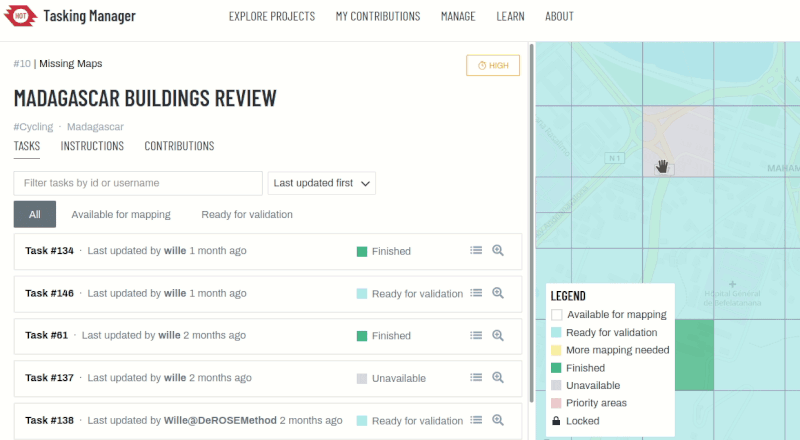 HOT Tasking Manager EXPLORE PROJECTS MY CONTRIBUTIONS MANAGE LEARN ABOUT
#10 | Missing Maps HIGH
MADAGASCAR BUILDINGS REVIEW
#Cycling · Madagascar
TASKS INSTRUCTIONS CONTRIBUTIONS
Filter tasks by id or username Last updated first
All Available for mapping Ready for validation
Task #134 · Last updated by wille 1 month ago Finished
Task #146 · Last updated by wille 1 month ago Ready for validation
Task #61 · Last updated by wille 2 months ago Finished
Task #137 · Last updated by wille 2 months ago Unavailable
Task #138 · Last updated by Wille@DeROSEMethod 2 months ago Ready for validation
N 1
MAHAM
Hôpital Général
LEGEND
Available for mapping
Ready for validation
More mapping needed
Finished
Unavailable
Priority areas
Locked